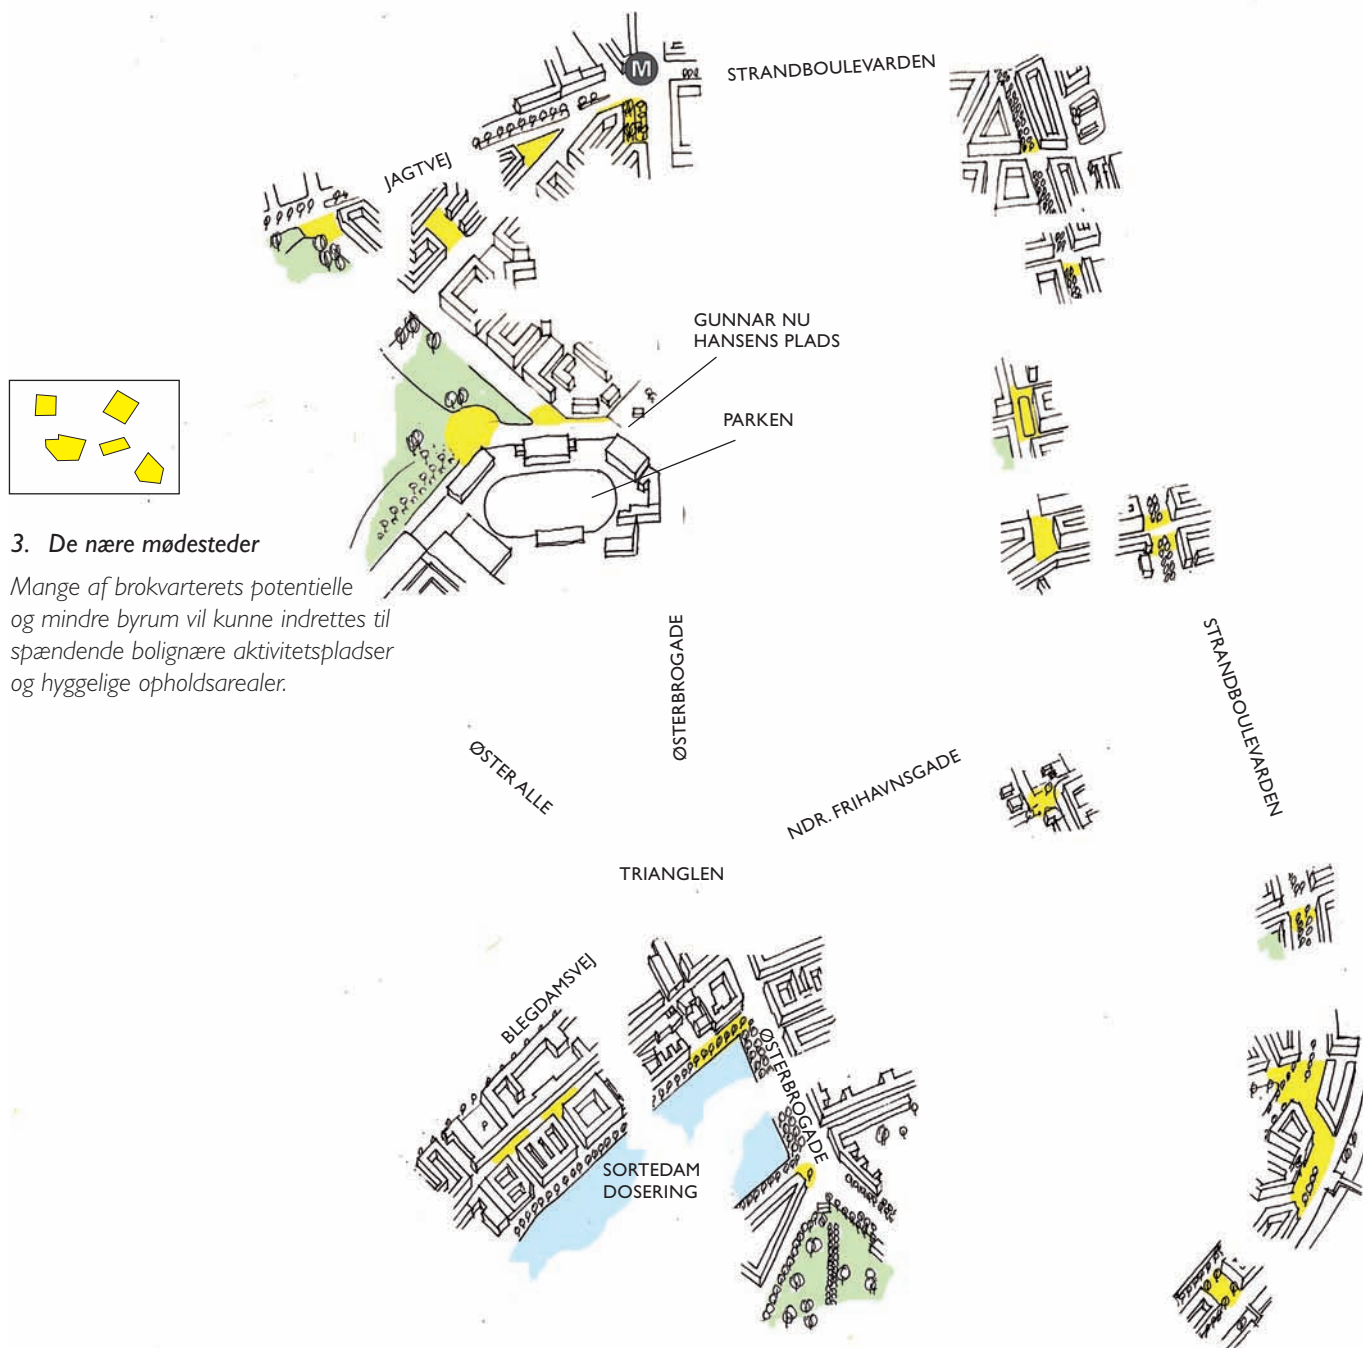 M
STRANDBOULEVARDEN
JAGTVEJ
GUNNAR NU
HANSENS PLADS
PARKEN
3. De nære mødesteder
Mange af brokvarterets potentielle
og mindre byrum vil kunne indrettes til
spændende bolignære aktivitetspladser
og hyggelige opholdsarealer.
ØSTERBROGADE
STRANDBOULEVARDEN
ØSTER ALLE
NDR. FRIHAVNSGADE
TRIANGLEN
BLEGDAMSVEJ
ØSTERBROGADE
SORTEDAM
DOSERING